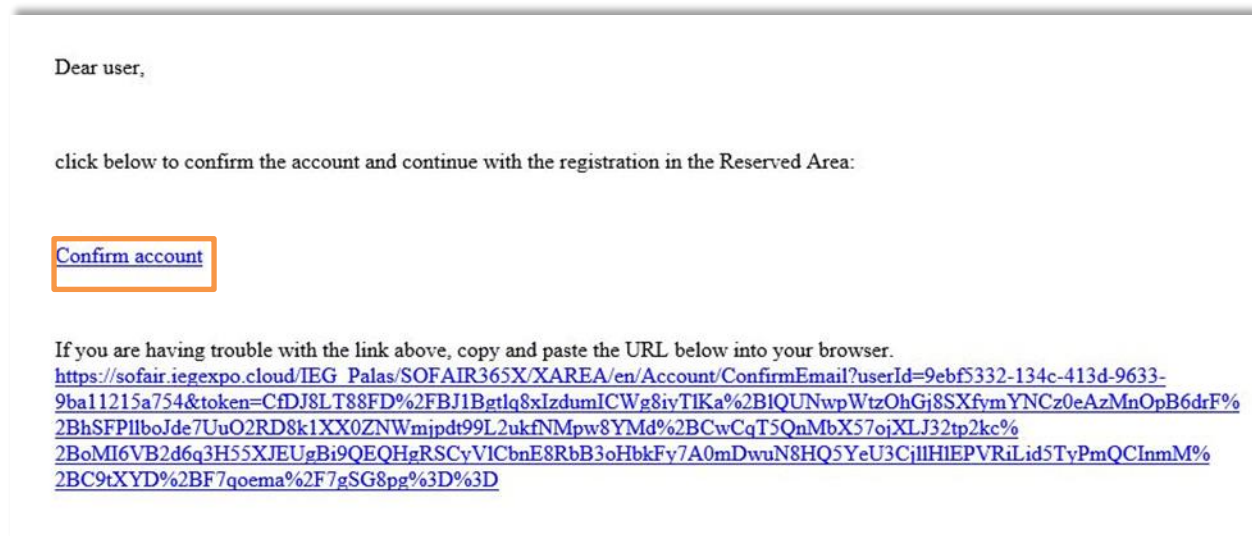 Dear user,
click below to confirm the account and continue with the registration in the Reserved Area:
Confirm account
If you are having trouble with the link above, copy and paste the URL below into your browser.
https://sofair.iegexpo.cloud/IEG_Palas/SOFAIR365X/XAREA/en/Account/ConfirmEmail?userId=9ebf5332-134c-413d-9633-
9ba11215a754&token=CfDJ8LT88FD%2FBJ1Bgtlq8xIzdumICWg8iyTlKa%2BlQUNwpWtzOhGj8SXfymYNCz0eAzMnOpB6drF%
2BhSFPllboJde7UuO2RD8k1XX0ZNWmjpdt99L2ukfNMpw8YMd%2BCwCqT5QnMbX57ojXLJ32tp2kc%
2BoMI6VB2d6q3H55XJEUgBi9QEQHgRSCyVlCbnE8RbB3oHbkFy7A0mDwuN8HQ5YeU3CjllHlEPVRiLid5TyPmQCInmM%
2BC9tXYD%2BF7qoema%2F7gSG8pg%3D%3D